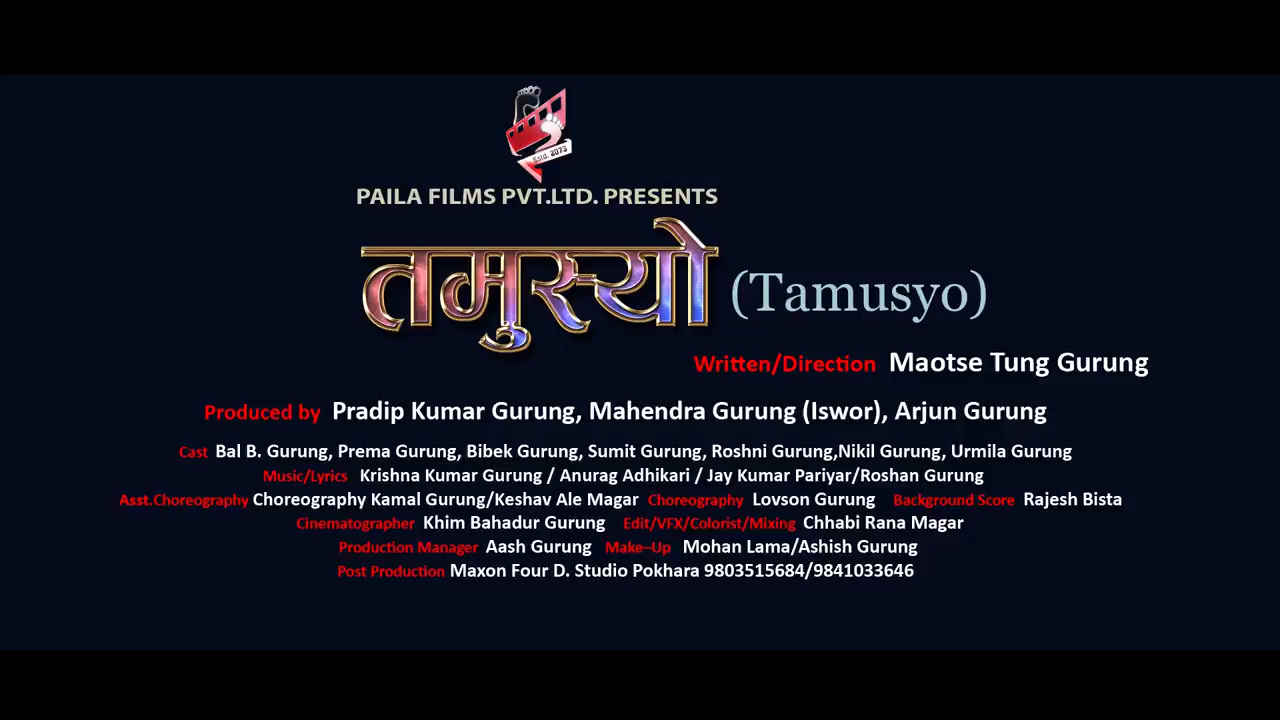 Estd. 2073
PAILA FILMS PVT.LTD. PRESENTS
तमुस्यो (Tamusyo)
Written/Direction Maotse Tung Gurung
Produced by Pradip Kumar Gurung, Mahendra Gurung (Iswor), Arjun Gurung
Cast Bal B. Gurung, Prema Gurung, Bibek Gurung, Sumit Gurung, Roshni Gurung,Nikil Gurung, Urmila Gurung
Music/Lyrics Krishna Kumar Gurung / Anurag Adhikari / Jay Kumar Pariyar/Roshan Gurung
Asst.Choreography Choreography Kamal Gurung/Keshav Ale Magar Choreography Lovson Gurung Background Score Rajesh Bista
Cinematographer Khim Bahadur Gurung Edit/VFX/Colorist/Mixing Chhabi Rana Magar
Production Manager Aash Gurung Make–Up Mohan Lama/Ashish Gurung
Post Production Maxon Four D. Studio Pokhara 9803515684/9841033646